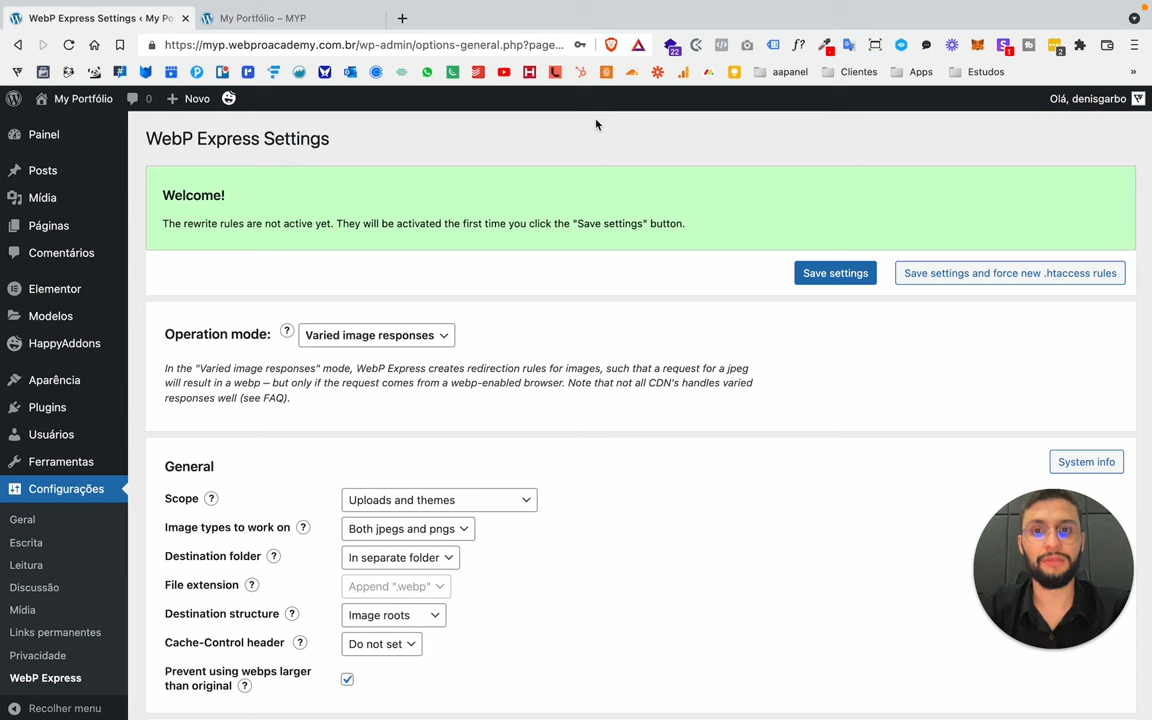 WebP Express Settings ‹ My Po
My Portfólio – MYP
https://myp.webproacademy.com.br/wp-admin/options-general.php?page...
aapanel
Clientes
Apps
Estudos
»
My Portfólio
0
Novo
Olá, denisgarbo
Painel
Posts
Mídia
Páginas
Comentários
Elementor
Modelos
HappyAddons
Aparência
Plugins
Usuários
Ferramentas
Configurações
Geral
Escrita
Leitura
Discussão
Mídia
Links permanentes
Privacidade
WebP Express
Recolher menu
WebP Express Settings
Welcome!
The rewrite rules are not active yet. They will be activated the first time you click the "Save settings" button.
Save settings
Save settings and force new .htaccess rules
Operation mode: ? Varied image responses
In the "Varied image responses" mode, WebP Express creates redirection rules for images, such that a request for a jpeg
will result in a webp – but only if the request comes from a webp-enabled browser. Note that not all CDN's handles varied
responses well (see FAQ).
General
System info
Scope ? Uploads and themes
Image types to work on ? Both jpegs and pngs
Destination folder ? In separate folder
File extension ? Append ".webp"
Destination structure ? Image roots
Cache-Control header ? Do not set
Prevent using webps larger
than original ?